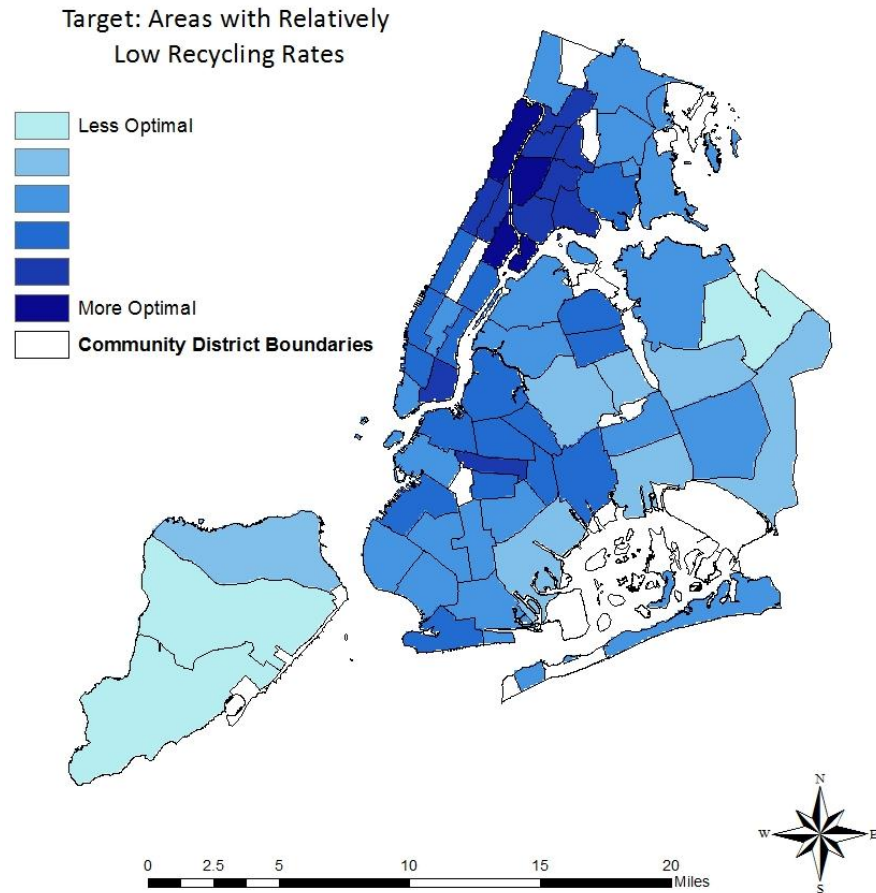 Target: Areas with Relatively
Low Recycling Rates
Less Optimal
More Optimal
Community District Boundaries
N
W E
S
0 2.5 5 10 15 20
Miles